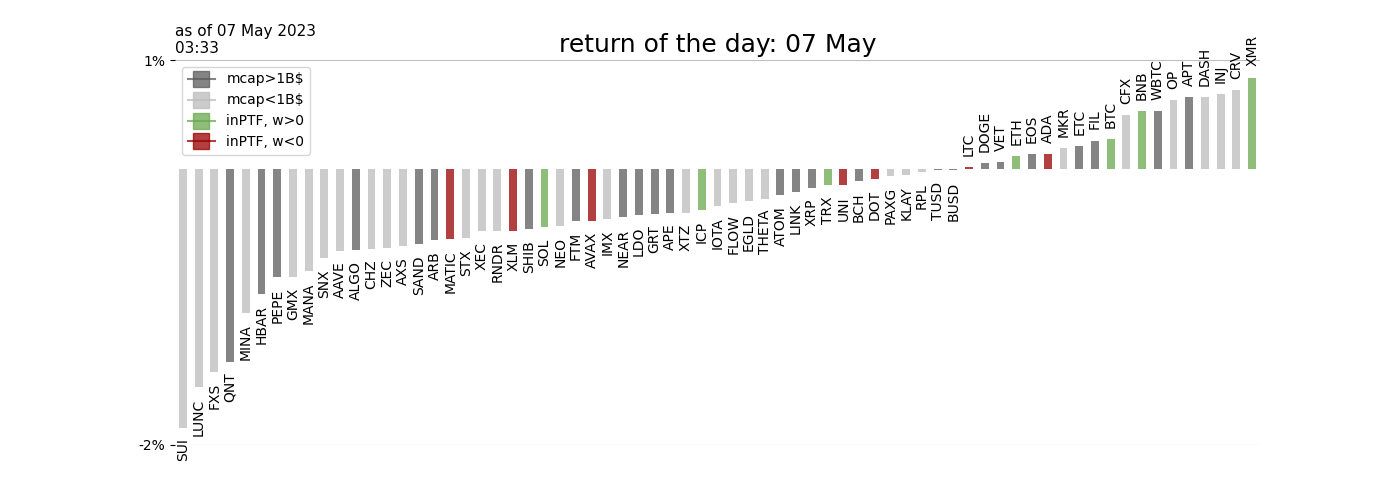 as of 07 May 2023
03:33
return of the day: 07 May
1%
-2%
mcap>1B$
mcap<1B$
inPTF, w>0
inPTF, w<0
SUI
LUNC
FXS
QNT
MINA
HBAR
PEPE
GMX
MANA
SNX
AAVE
ALGO
CHZ
ZEC
AXS
SAND
ARB
MATIC
STX
XEC
RNDR
XLM
SHIB
SOL
NEO
FTM
AVAX
IMX
NEAR
LDO
GRT
APE
XTZ
ICP
IOTA
FLOW
EGLD
THETA
ATOM
LINK
XRP
TRX
UNI
BCH
DOT
PAXG
KLAY
RPL
TUSD
BUSD
LTC
DOGE
VET
ETH
EOS
ADA
MKR
ETC
FIL
BTC
CFX
BNB
WBTC
OP
APT
DASH
INJ
CRV
XMR